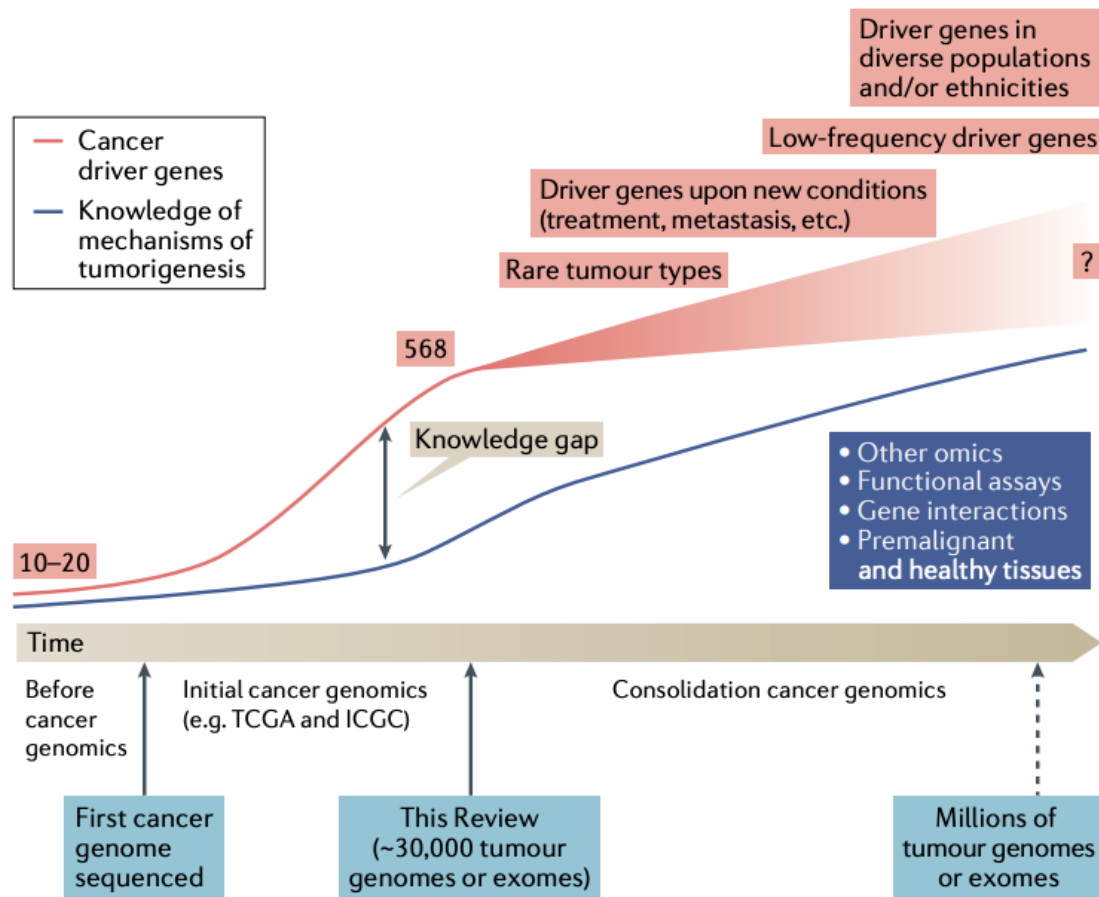 Driver genes in
diverse populations
and/or ethnicities
Low-frequency driver genes
Cancer
driver genes
Knowledge of
mechanisms of
tumorigenesis
Driver genes upon new conditions
(treatment, metastasis, etc.)
Rare tumour types
?
568
Knowledge gap
• Other omics
• Functional assays
• Gene interactions
• Premalignant
and healthy tissues
10–20
Time
Before
cancer
genomics
Initial cancer genomics
(e.g. TCGA and ICGC)
Consolidation cancer genomics
First cancer
genome
sequenced
This Review
(~30,000 tumour
genomes or exomes)
Millions of
tumour genomes
or exomes